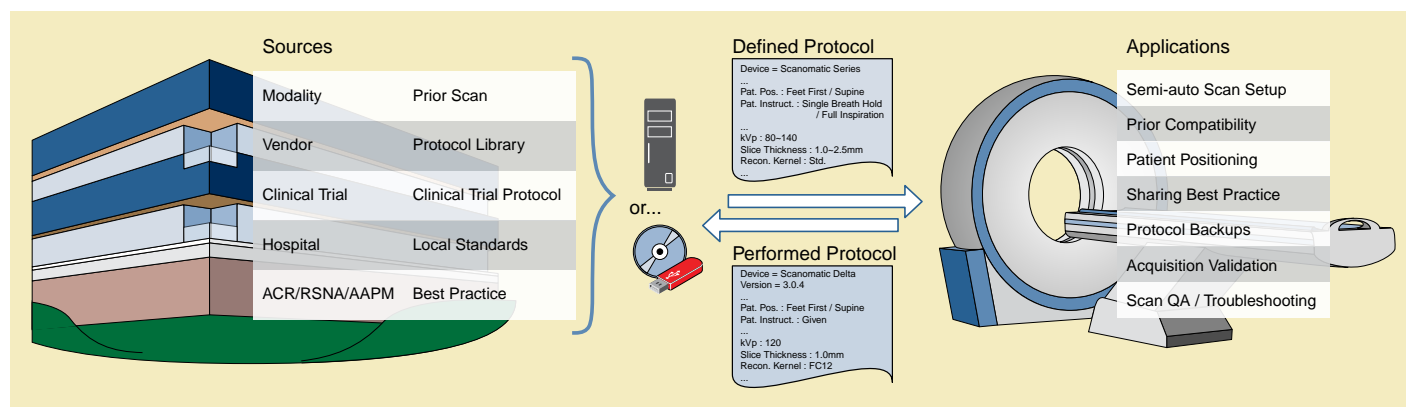 Sources
Modality Prior Scan
Vendor Protocol Library
Clinical Trial Clinical Trial Protocol
Hospital Local Standards
ACR/RSNA/AAPM Best Practice
or...
Defined Protocol
Device = Scanomatic Series
...
Pat. Pos. : Feet First / Supine
Pat. Instruct. : Single Breath Hold
/ Full Inspiration
...
kVp : 80–140
Slice Thickness : 1.0–2.5mm
Recon. Kernel : Std.
...
Performed Protocol
Device = Scanomatic Delta
Version = 3.0.4
...
Pat. Pos. : Feet First / Supine
Pat. Instruct. : Given
...
kVp : 120
Slice Thickness : 1.0mm
Recon. Kernel : FC12
...
Applications
Semi-auto Scan Setup
Prior Compatibility
Patient Positioning
Sharing Best Practice
Protocol Backups
Acquisition Validation
Scan QA / Troubleshooting